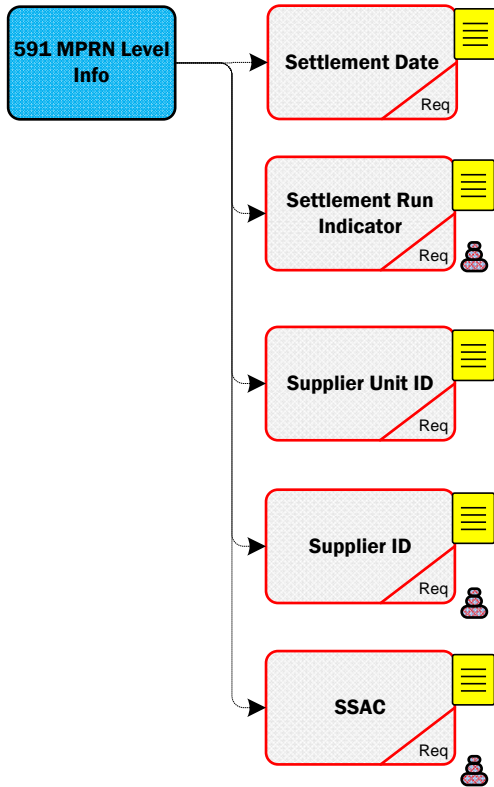 591 MPRN Level
Info
Settlement Date
Req
Settlement Run
Indicator
Req
Supplier Unit ID
Req
Supplier ID
Req
SSAC
Req